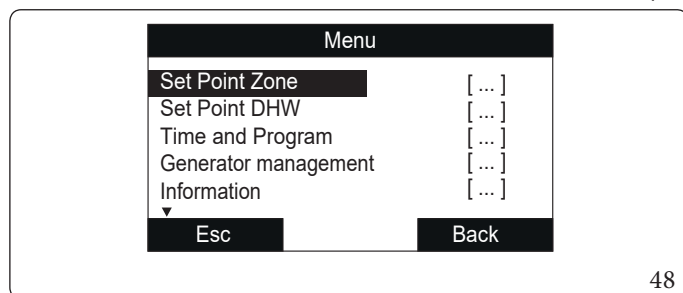 Menu
Set Point Zone [ ... ]
Set Point DHW [ ... ]
Time and Program [ ... ]
Generator management [ ... ]
Information [ ... ]
▼
Esc Back
48